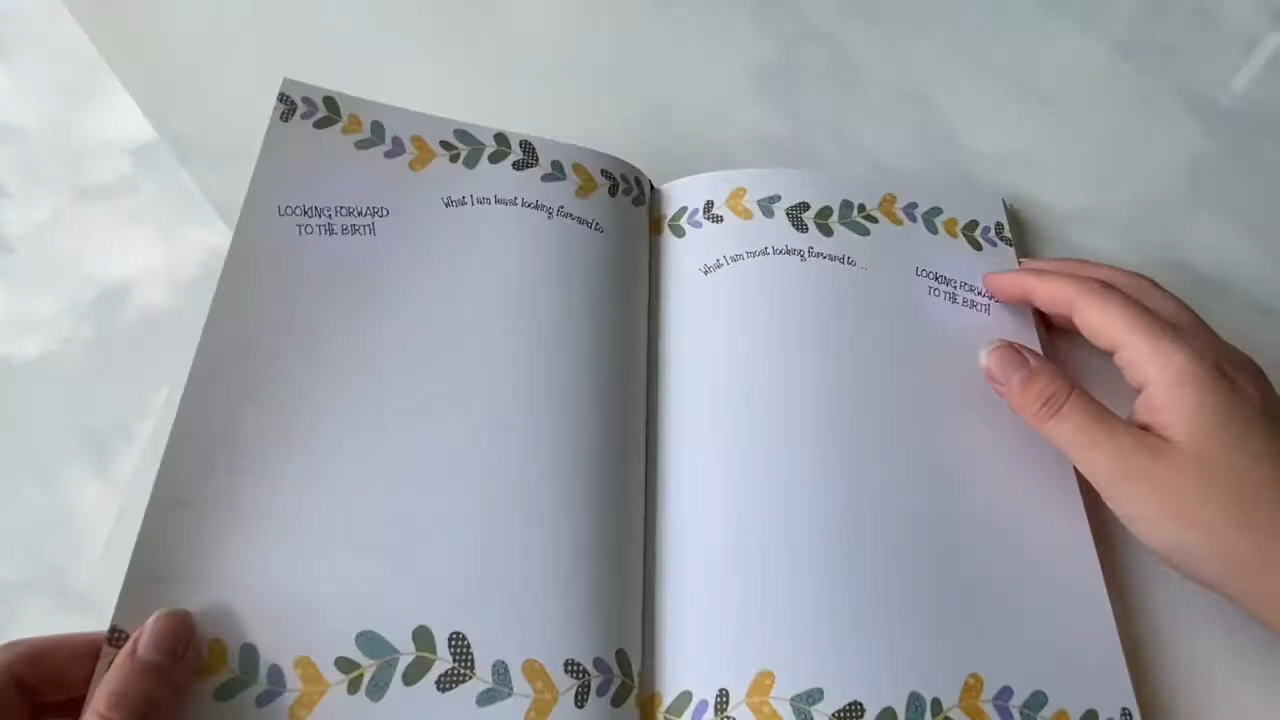 LOOKING FORWARD
TO THE BIRTH
What I am least looking forward to
What I am most looking forward to ...
LOOKING FORWARD
TO THE BIRTH